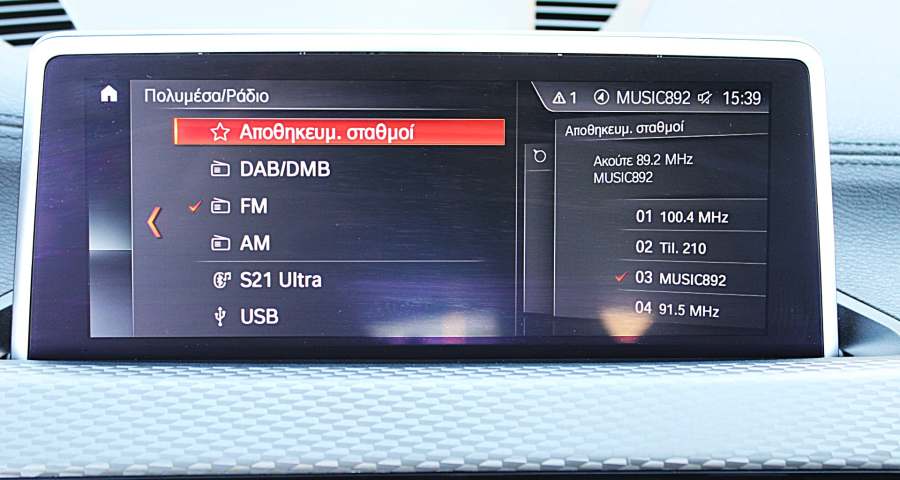 Πολυμέσα/Ράδιο
Αποθηκευμ. σταθμοί
DAB/DMB
FM
AM
S21 Ultra
USB
1 MUSIC892 15:39
Αποθηκευμ. σταθμοί
Ακούτε 89.2 MHz
MUSIC892
01 100.4 MHz
02 Til. 210
03 MUSIC892
04 91.5 MHz